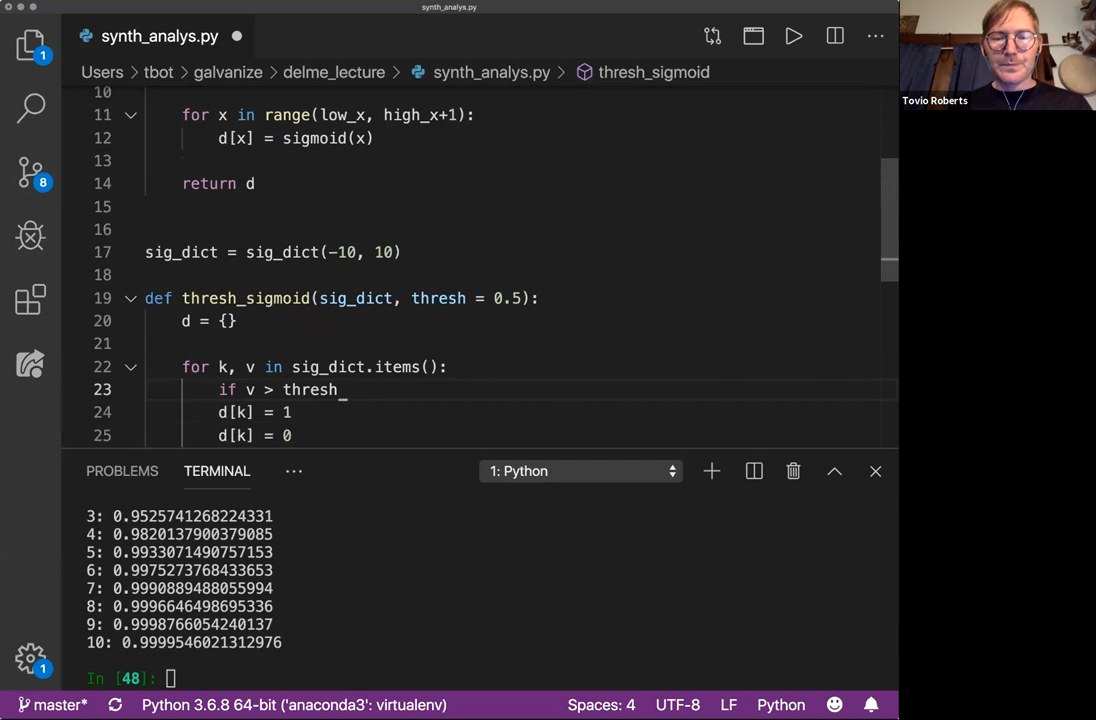 synth_analys.py
synth_analys.py
Users > tbot > galvanize > delme_lecture > synth_analys.py > thresh_sigmoid
Tovio Roberts
1
8
1
10
11 for x in range(low_x, high_x+1):
12 d[x] = sigmoid(x)
13
14 return d
15
16
17 sig_dict = sig_dict(-10, 10)
18
19 def thresh_sigmoid(sig_dict, thresh = 0.5):
20 d = {}
21
22 for k, v in sig_dict.items():
23 if v > thresh_
24 d[k] = 1
25 d[k] = 0
PROBLEMS TERMINAL ··· 1: Python
3: 0.9525741268224331
4: 0.9820137900379085
5: 0.9933071490757153
6: 0.9975273768433653
7: 0.9990889488055994
8: 0.9996646498695336
9: 0.9998766054240137
10: 0.9999546021312976
In [48]:
master* Python 3.6.8 64-bit ('anaconda3': virtualenv) Spaces: 4 UTF-8 LF Python